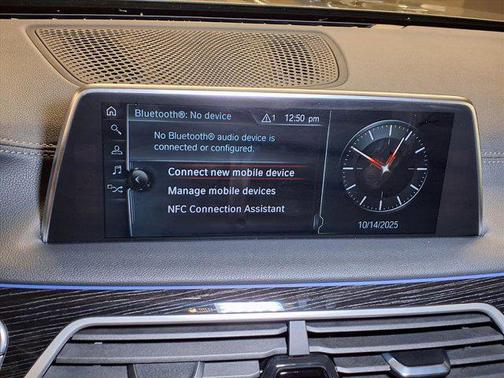 Bluetooth®: No device ⚠1 12:50 pm
No Bluetooth® audio device is
connected or configured.
Connect new mobile device
Manage mobile devices
NFC Connection Assistant
10/14/2025